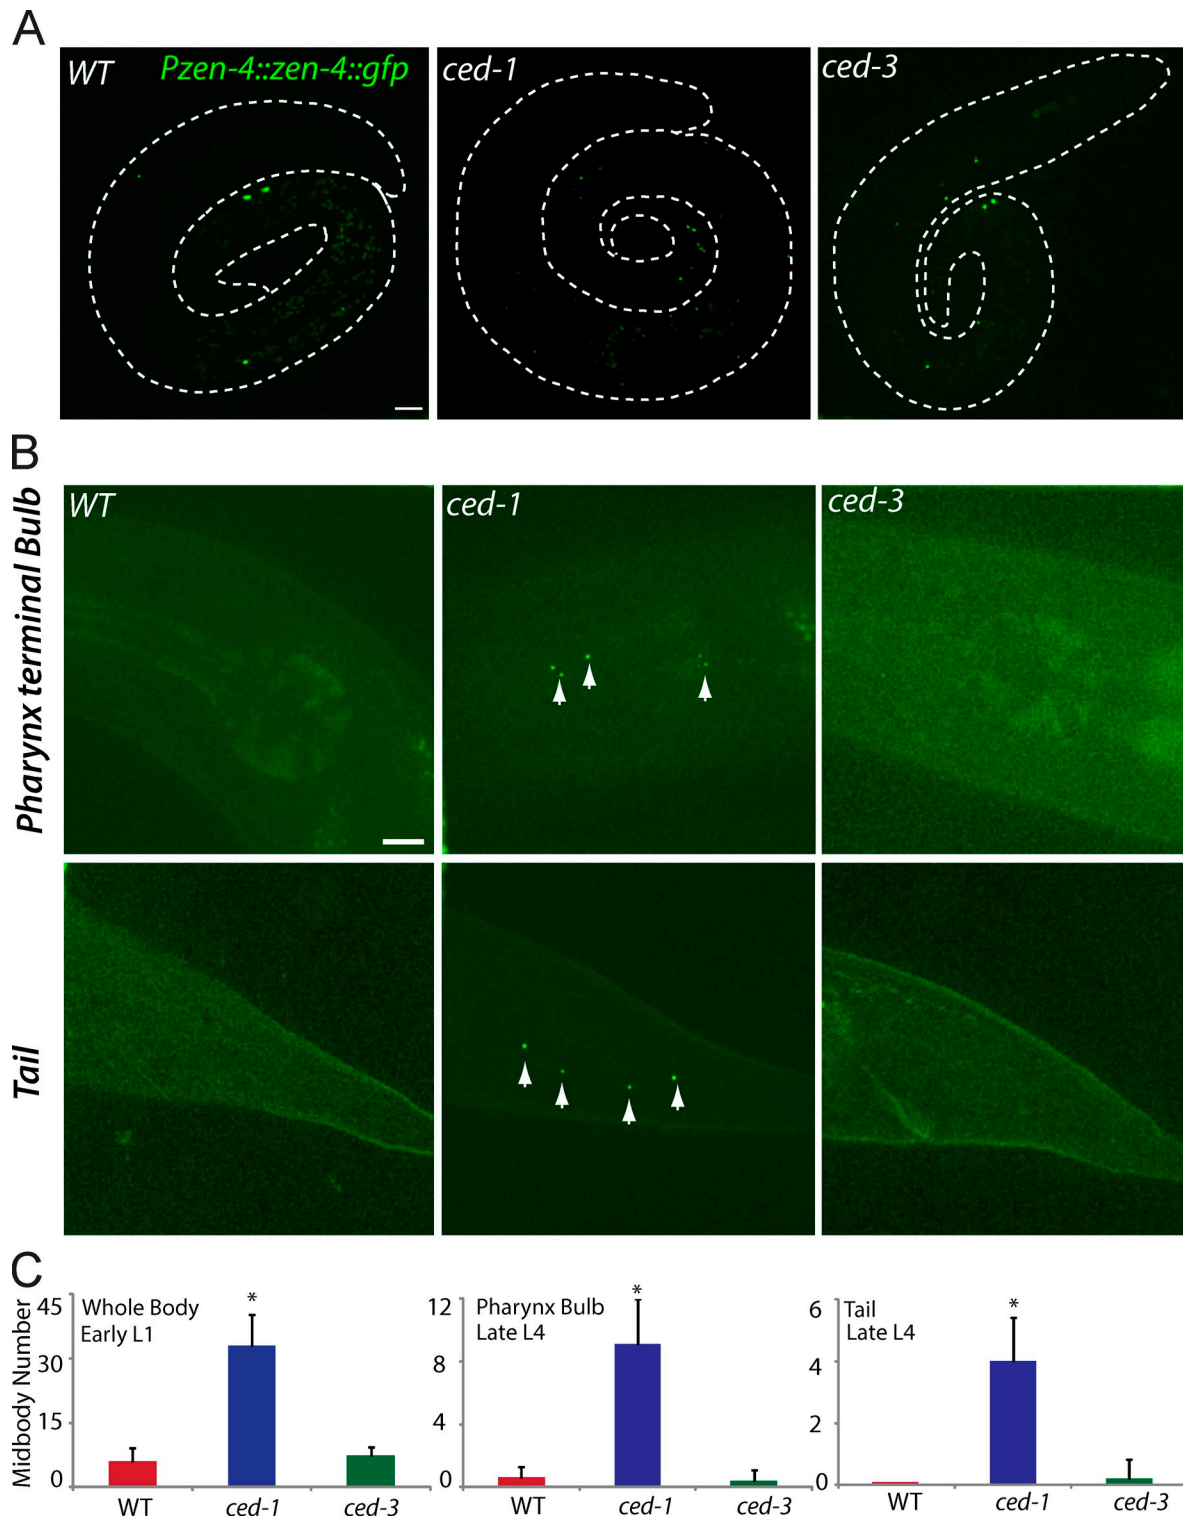 A
WT Pzen-4::zen-4::gfp
ced-1
ced-3
B
Pharynx terminal Bulb
WT
ced-1
ced-3
Tail
C
Midbody Number
45
30
15
0
Whole Body
Early L1
*
WT ced-1 ced-3
12
8
4
0
Pharynx Bulb
Late L4
*
WT ced-1 ced-3
6
4
2
0
Tail
Late L4
*
WT ced-1 ced-3